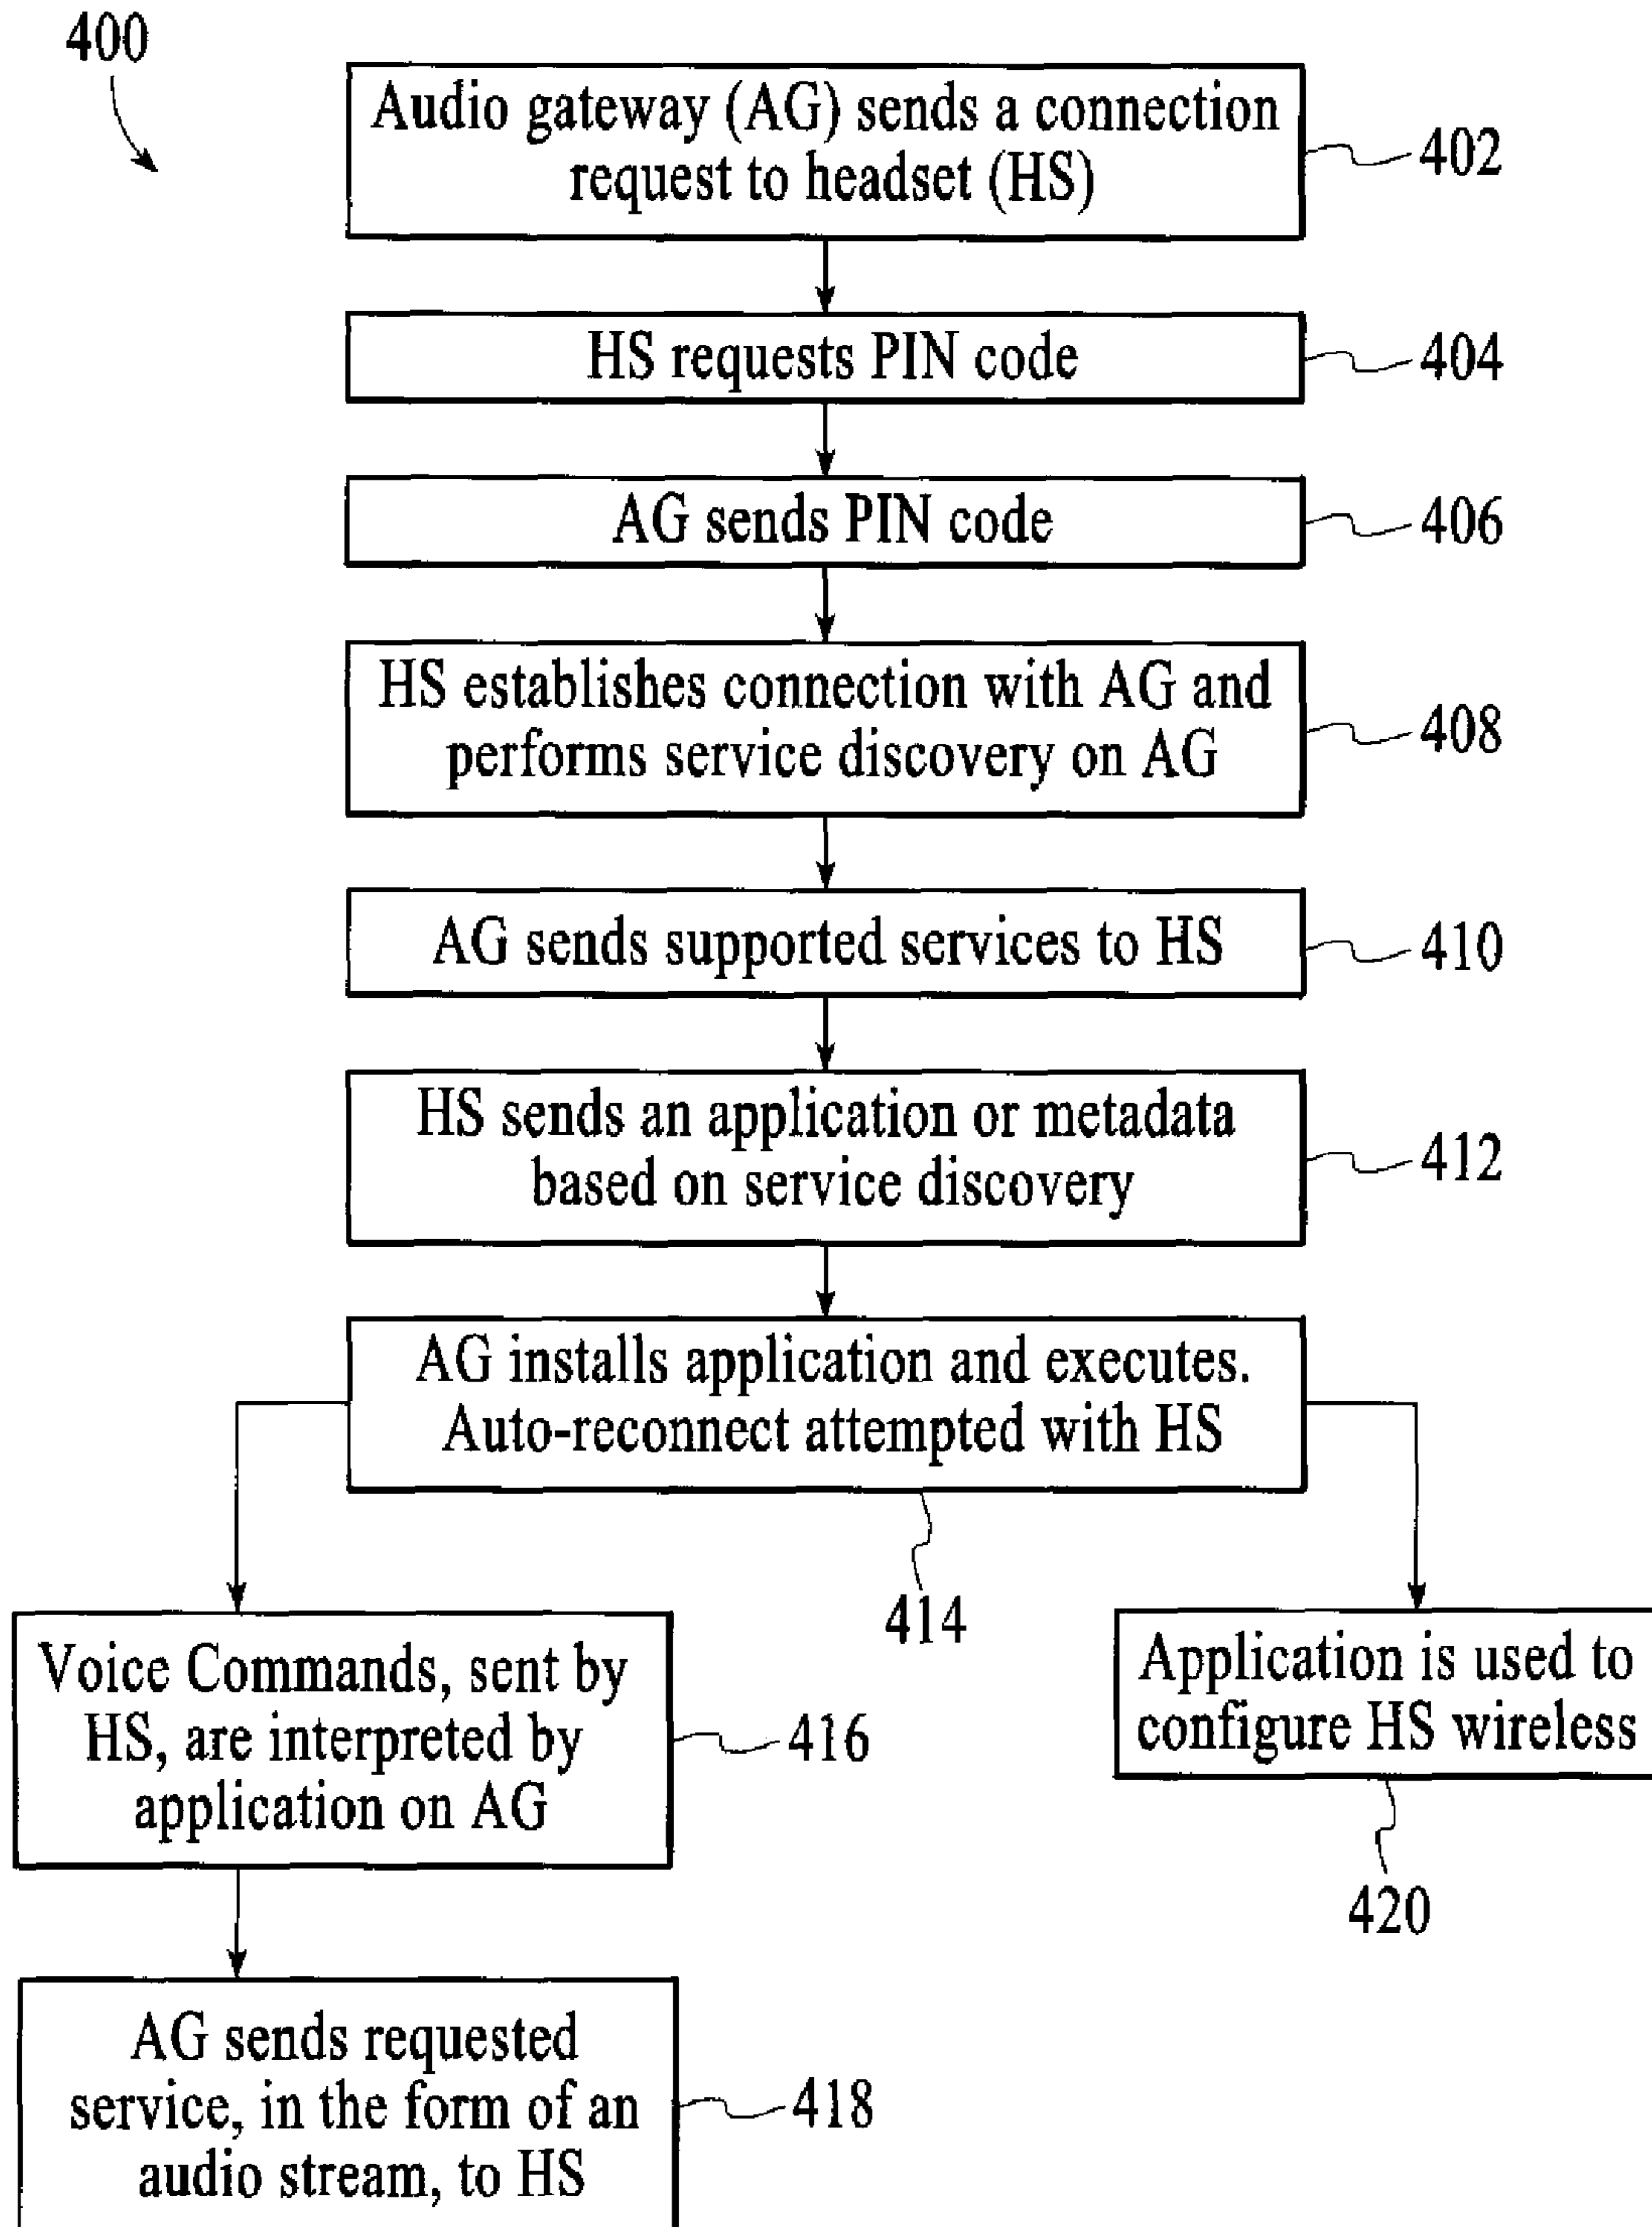 400
Audio gateway (AG) sends a connection
request to headset (HS)
402
HS requests PIN code
404
AG sends PIN code
406
HS establishes connection with AG and
performs service discovery on AG
408
AG sends supported services to HS
410
HS sends an application or metadata
based on service discovery
412
AG installs application and executes.
Auto-reconnect attempted with HS
414
Voice Commands, sent by
HS, are interpreted by
application on AG
416
Application is used to
configure HS wireless
420
AG sends requested
service, in the form of an
audio stream, to HS
418